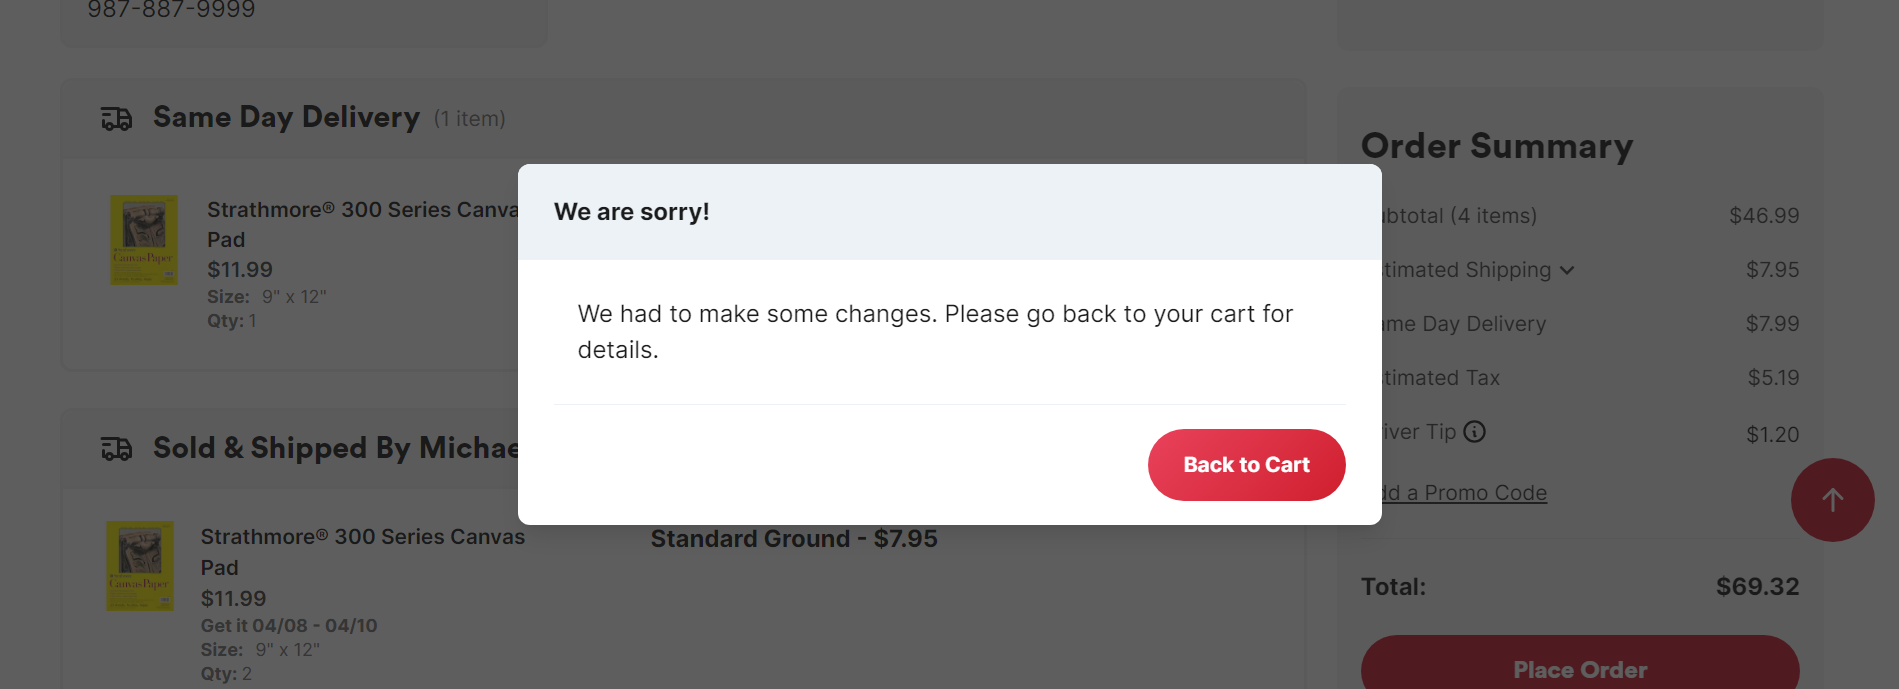 987-887-9999
Same Day Delivery (1 item)
Strathmore® 300 Series Canva
Pad
$11.99
Size: 9" x 12"
Qty: 1
Sold & Shipped By Michae
Strathmore® 300 Series Canvas
Pad
$11.99
Get it 04/08 - 04/10
Size: 9" x 12"
Qty: 2
Standard Ground - $7.95
We are sorry!
We had to make some changes. Please go back to your cart for
details.
Back to Cart
Order Summary
ubtotal (4 items) $46.99
timated Shipping $7.95
me Day Delivery $7.99
timated Tax $5.19
iver Tip $1.20
dd a Promo Code
Total: $69.32
Place Order